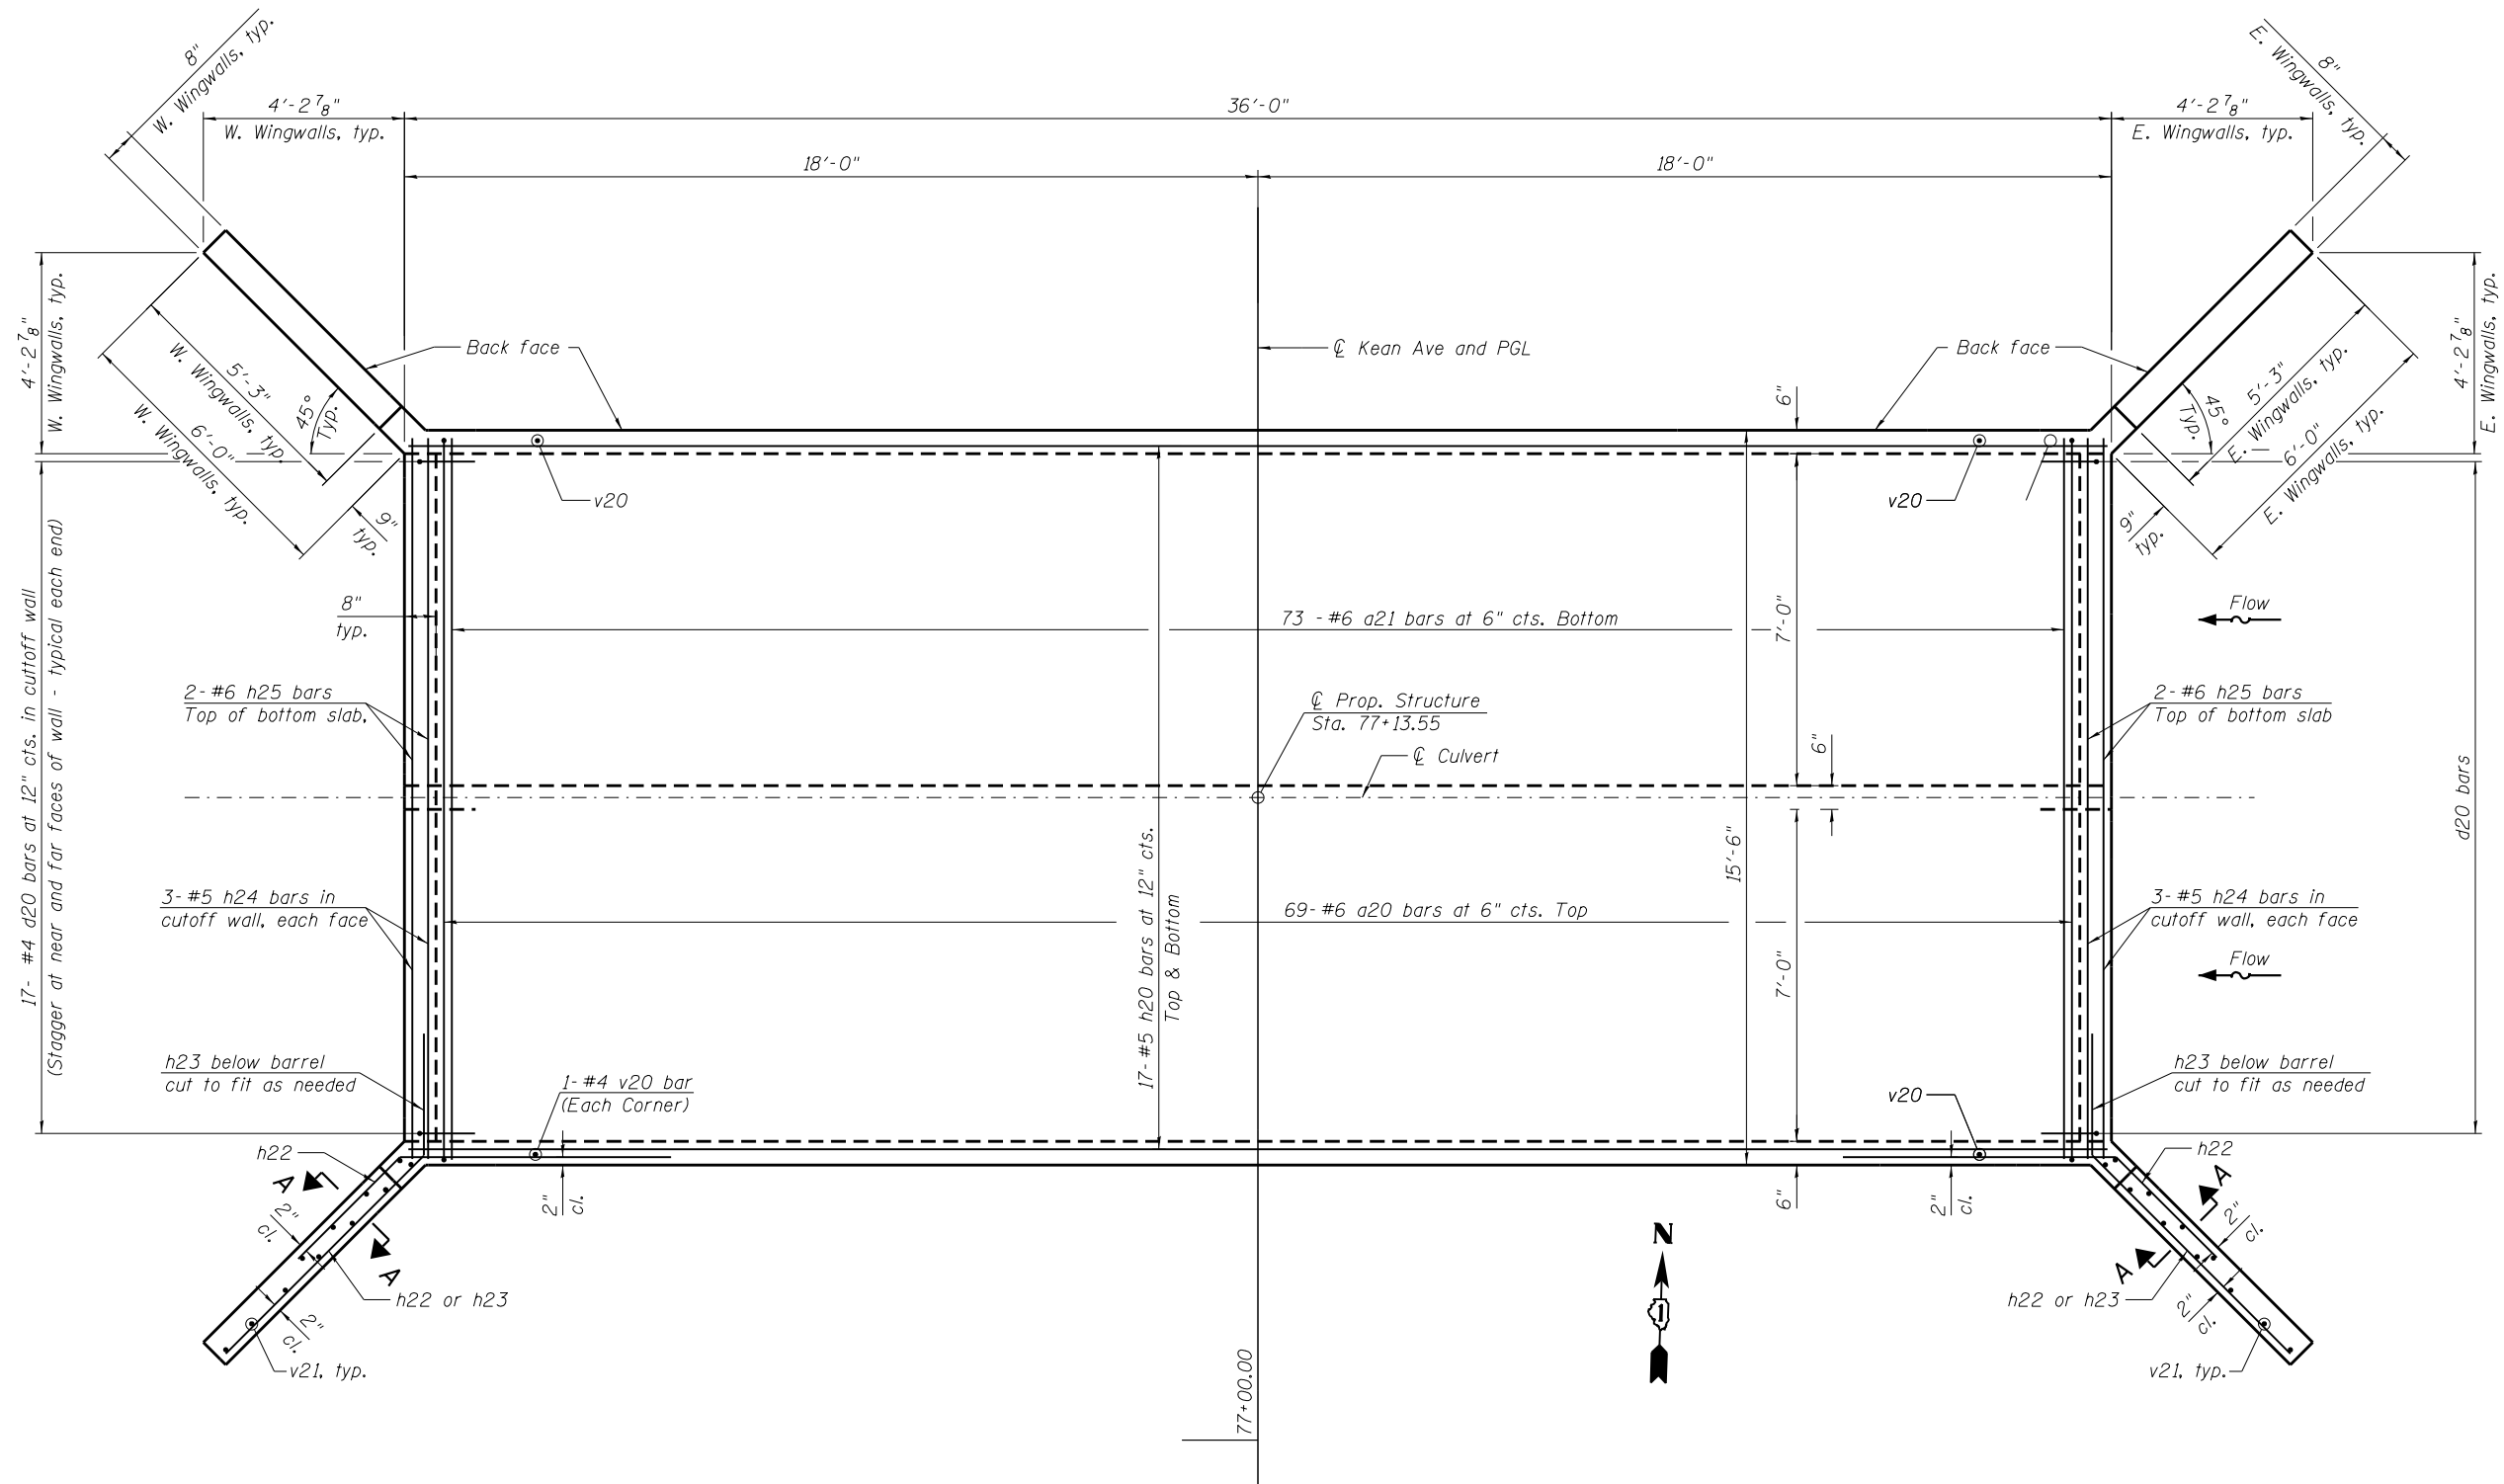 8"
W. Wingwalls, typ.
4'-2 7/8"
W. Wingwalls, typ.
36'-0"
4'-2 7/8"
E. Wingwalls, typ.
8"
E. Wingwalls, typ.
18'-0"
18'-0"
4'-2 7/8"
W. Wingwalls, typ.
5'-3"
W. Wingwalls, typ.
6'-0"
W. Wingwalls, typ.
45°
Typ.
9"
typ.
Back face
℄ Kean Ave and PGL
6"
Back face
45°
Typ.
5'-3"
E. Wingwalls, typ.
6'-0"
E. Wingwalls, typ.
9"
typ.
4'-2 7/8"
E. Wingwalls, typ.
v20
v20
17- #4 d20 bars at 12" cts. in cuttoff wall
(Stagger at near and far faces of wall - typical each end)
8"
typ.
73 -#6 a21 bars at 6" cts. Bottom
7'-0"
Flow
2-#6 h25 bars
Top of bottom slab,
℄ Prop. Structure
Sta. 77+13.55
℄ Culvert
6"
2-#6 h25 bars
Top of bottom slab
d20 bars
3-#5 h24 bars in
cutoff wall, each face
17-#5 h20 bars at 12" cts.
Top & Bottom
69-#6 a20 bars at 6" cts. Top
15'-6"
7'-0"
3-#5 h24 bars in
cutoff wall, each face
Flow
h23 below barrel
cut to fit as needed
1-#4 v20 bar
(Each Corner)
v20
h23 below barrel
cut to fit as needed
h22
A
2"
cl.
A
2"
cl.
h22 or h23
2"
cl.
v21, typ.
N
1
77+00.00
6"
2"
cl.
h22
A
2"
cl.
A
h22 or h23
2"
cl.
v21, typ.